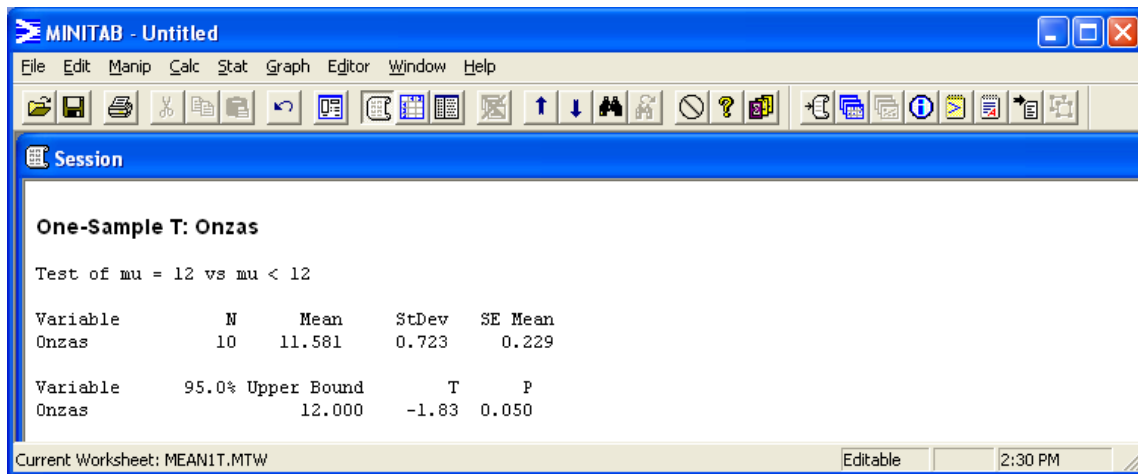 MINITAB - Untitled
File Edit Manip Calc Stat Graph Editor Window Help
Session
One-Sample T: Onzas
Test of mu = 12 vs mu < 12
Variable N Mean StDev SE Mean
Onzas 10 11.581 0.723 0.229
Variable 95.0% Upper Bound T P
Onzas 12.000 -1.83 0.050
Current Worksheet: MEAN1T.MTW Editable 2:30 PM